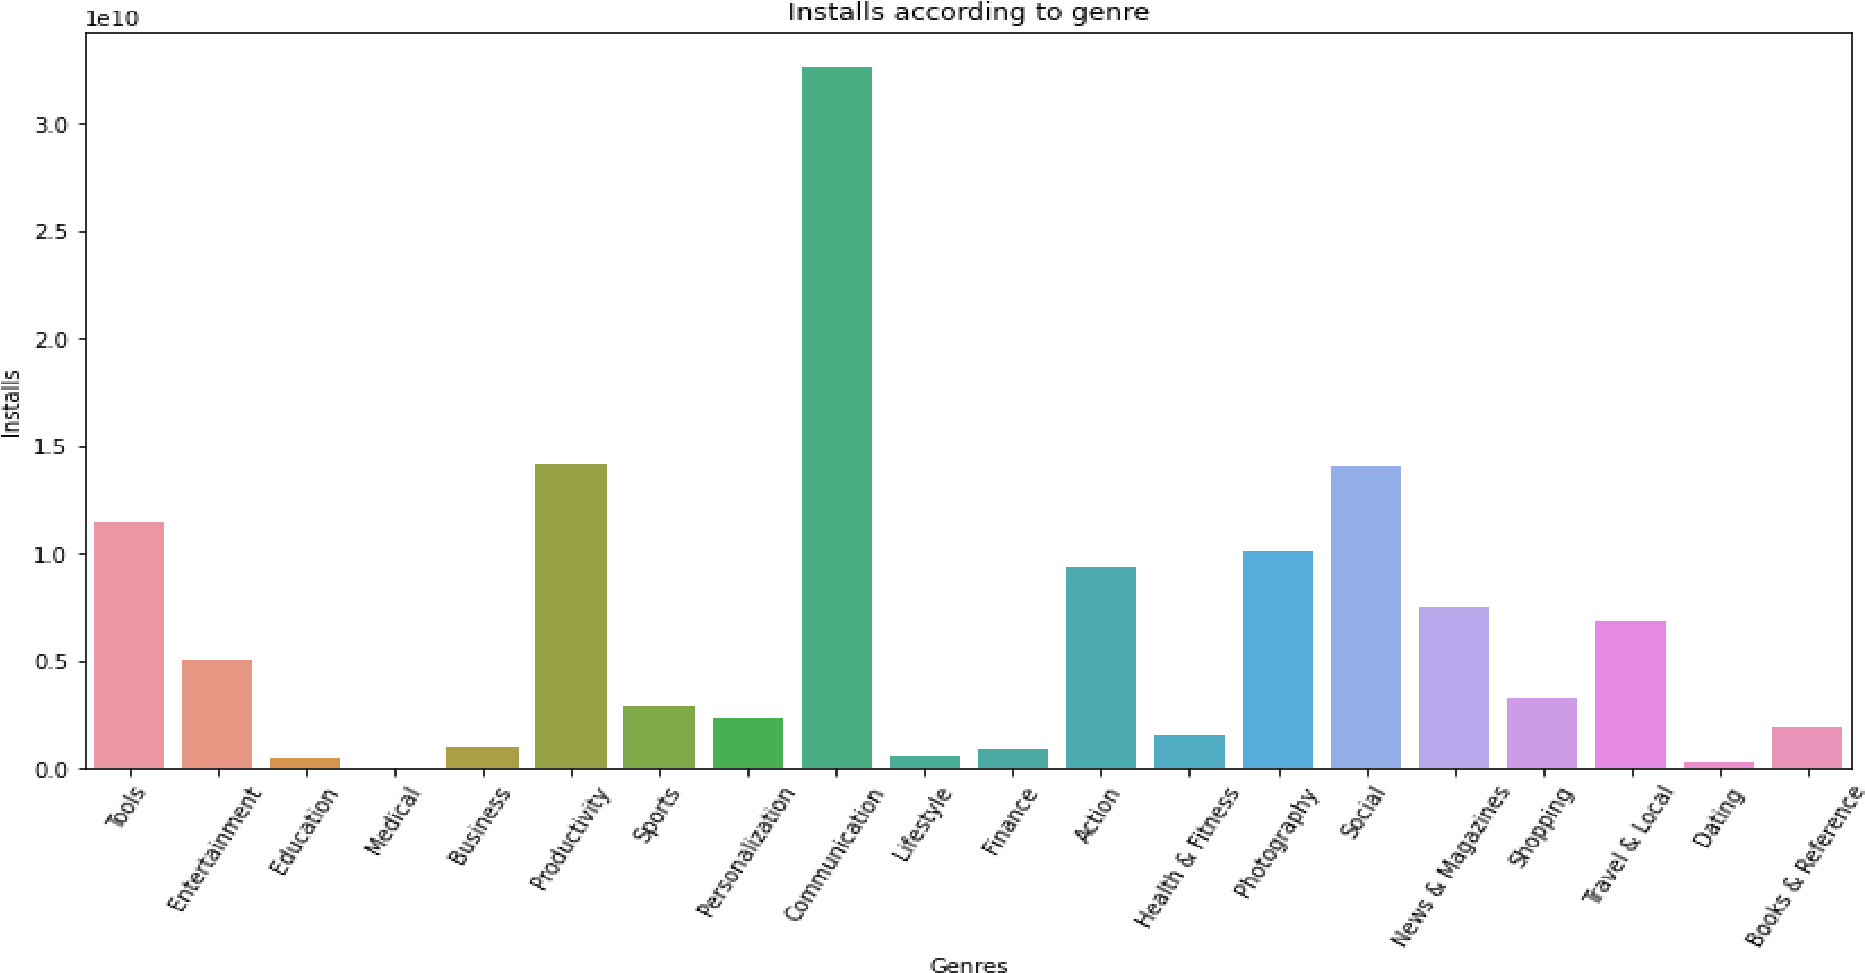 Installs according to genre
1e10
3.0
2.5
2.0
1.5
1.0
0.5
0.0
Installs
Tools
Entertainment
Education
Medical
Business
Productivity
Sports
Personalization
Communication
Lifestyle
Finance
Action
Health & Fitness
Photography
Social
News & Magazines
Shopping
Travel & Local
Dating
Books & Reference
Genres